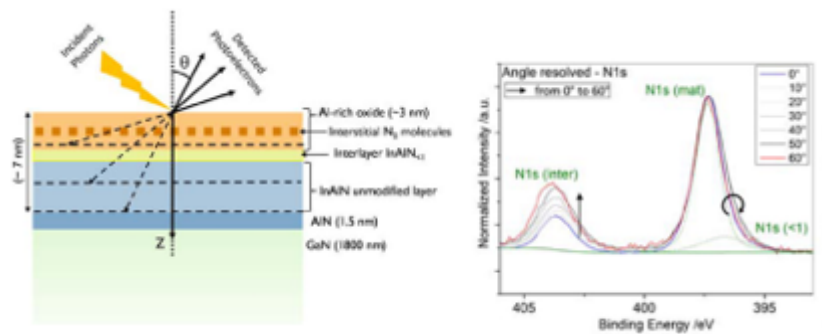 Incident
Photons
θ
Detected
Photoelectrons
(~ 7 nm)
Al-rich oxide (~3 nm)
Interstitial N₂ molecules
Interlayer InAlN
InAlN unmodified layer
AlN (1.5 nm)
Z
GaN (1800 nm)
Angle resolved - N1s
from 0° to 60°
N1s (mat)
N1s (inter)
N1s (<1)
0°
10°
20°
30°
40°
50°
60°
Normalized Intensity /a.u.
405
400
395
Binding Energy /eV